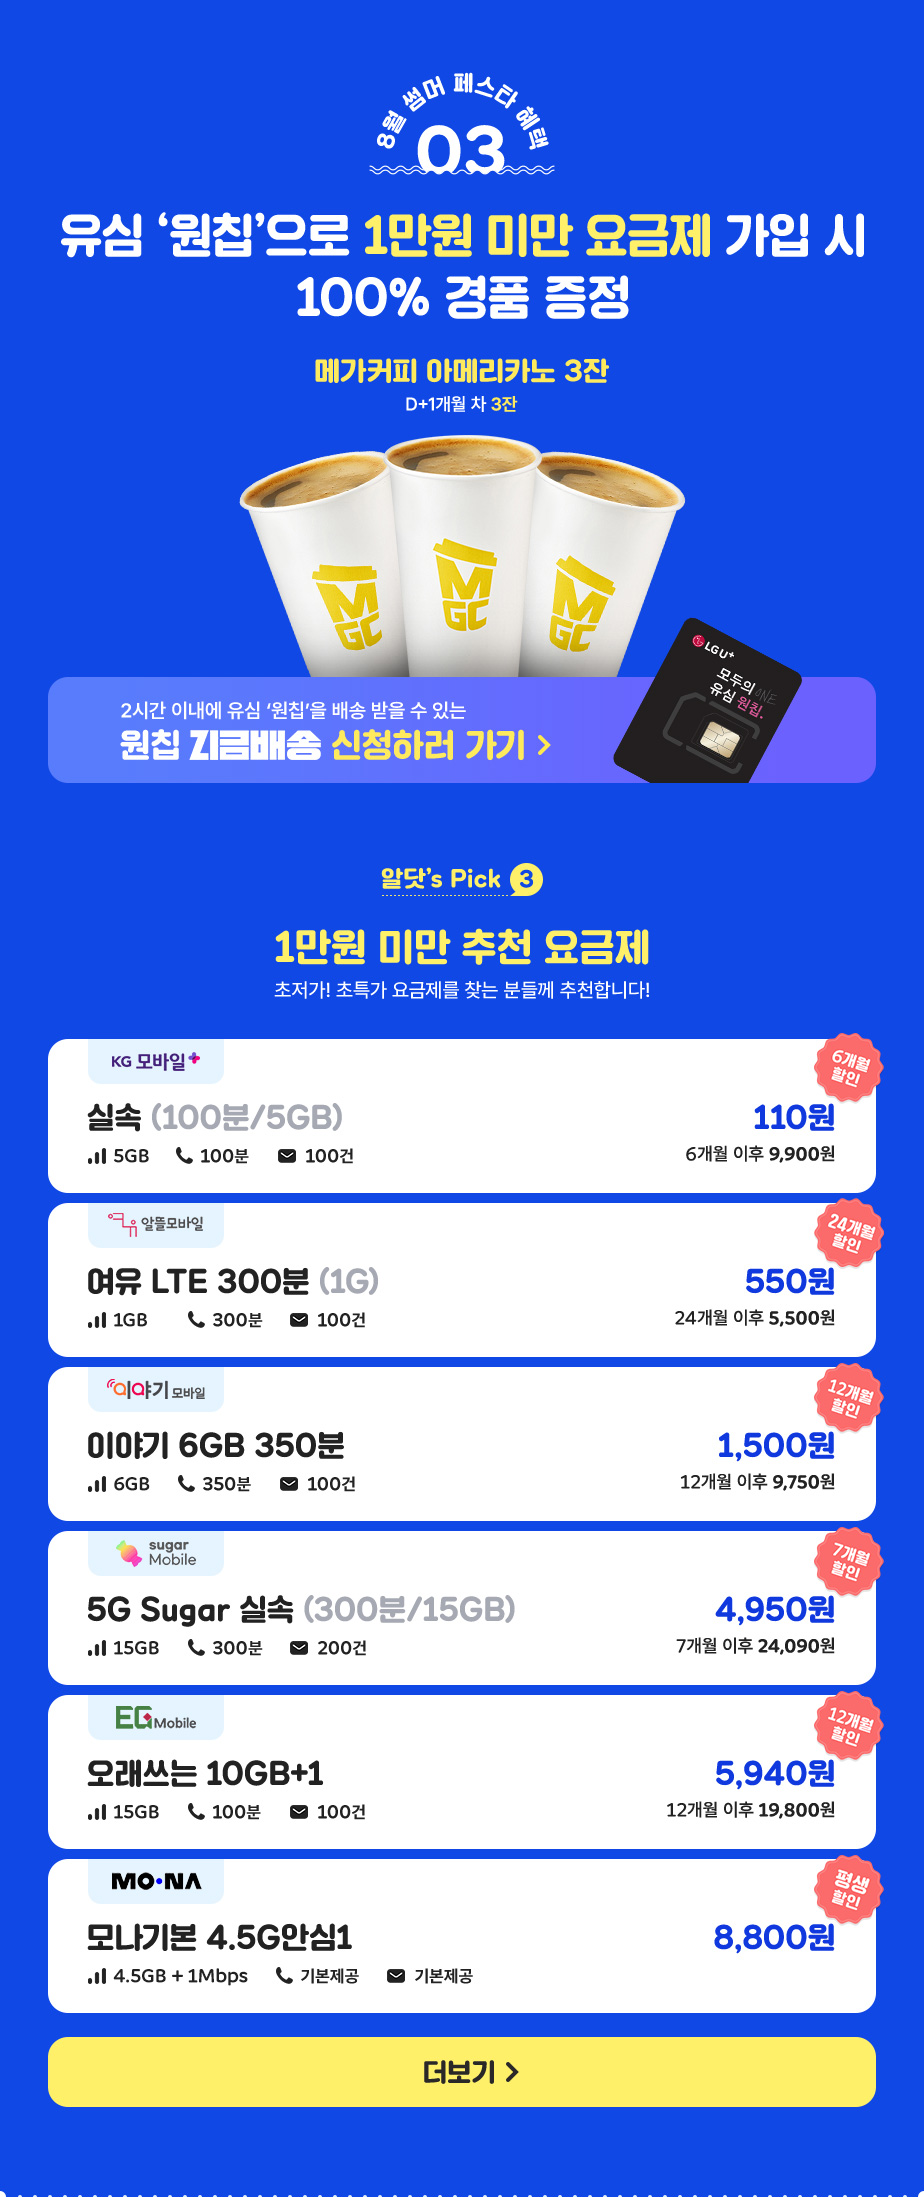 8월 썸머 페스타 혜택
03
유심 ‘원칩’으로 1만원 미만 요금제 가입 시
100% 경품 증정
메가커피 아메리카노 3잔
D+1개월 차 3잔
M
GC
M
GC
M
GC
LG U+
모두의 ONE
유심 원칩.
2시간 이내에 유심 ‘원칩’을 배송 받을 수 있는
원칩 지금배송 신청하러 가기 >
알닷’s Pick 3
1만원 미만 추천 요금제
초저가! 초특가 요금제를 찾는 분들께 추천합니다!
KG 모바일
6개월
할인
실속 (100분/5GB)
110원
5GB 100분 100건
6개월 이후 9,900원
알뜰모바일
24개월
할인
여유 LTE 300분 (1G)
550원
1GB 300분 100건
24개월 이후 5,500원
이야기 모바일
12개월
할인
이야기 6GB 350분
1,500원
6GB 350분 100건
12개월 이후 9,750원
sugar
Mobile
7개월
할인
5G Sugar 실속 (300분/15GB)
4,950원
15GB 300분 200건
7개월 이후 24,090원
EG Mobile
12개월
할인
오래쓰는 10GB+1
5,940원
15GB 100분 100건
12개월 이후 19,800원
MO·NA
평생
할인
모나기본 4.5G안심1
8,800원
4.5GB + 1Mbps 기본제공 기본제공
더보기 >